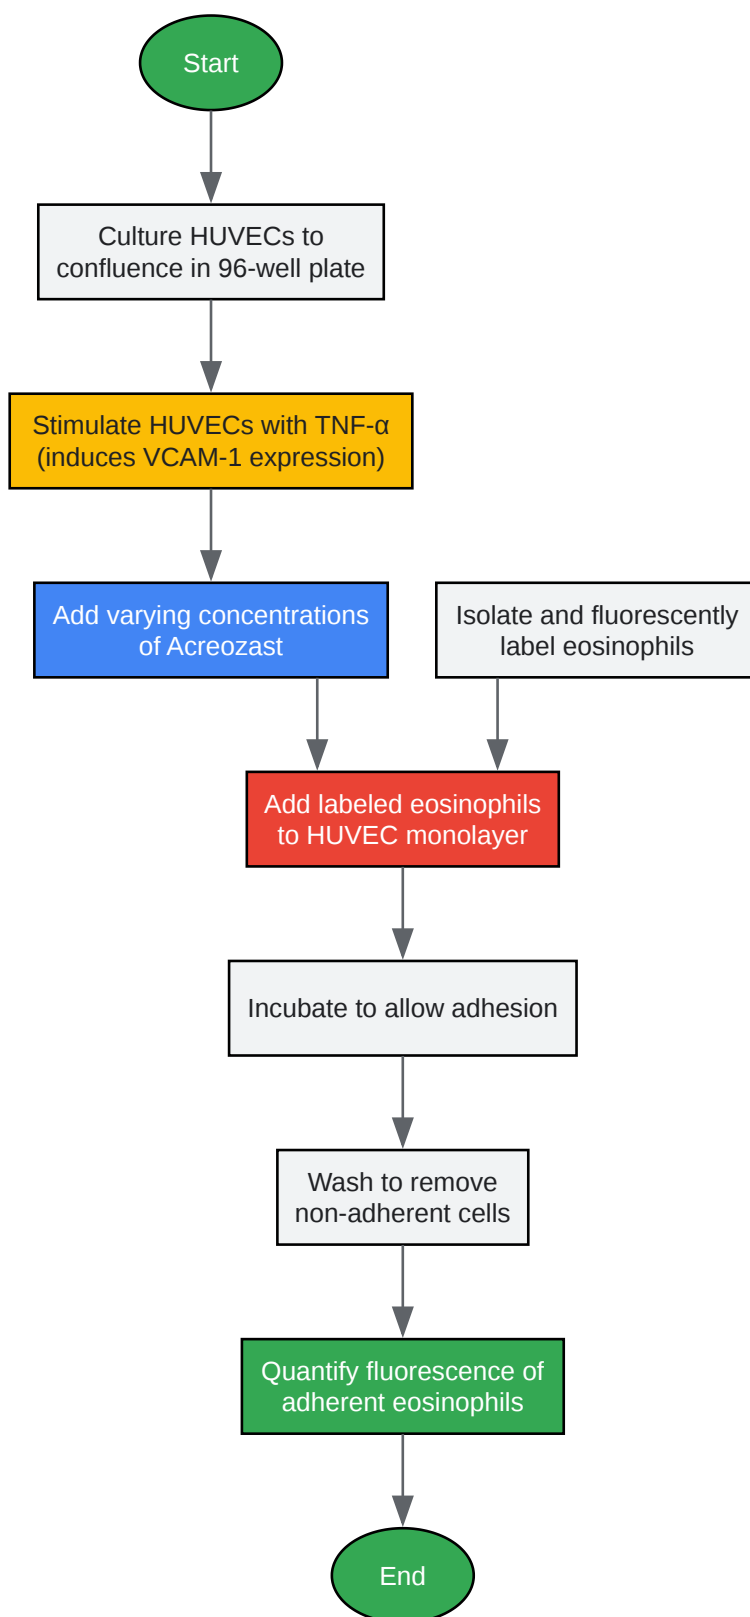 Start
Culture HUVECs to
confluence in 96-well plate
Stimulate HUVECs with TNF-α
(induces VCAM-1 expression)
Add varying concentrations
of Acreozast
Isolate and fluorescently
label eosinophils
Add labeled eosinophils
to HUVEC monolayer
Incubate to allow adhesion
Wash to remove
non-adherent cells
Quantify fluorescence of
adherent eosinophils
End